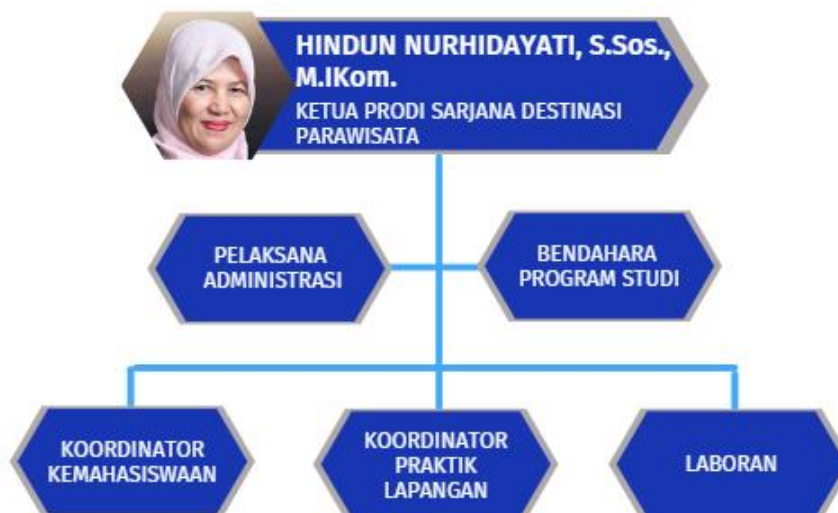 HINDUN NURHIDAYATI, S.Sos.,
M.IKom.
KETUA PRODI SARJANA DESTINASI
PARAWISATA
PELAKSANA
ADMINISTRASI
BENDAHARA
PROGRAM STUDI
KOORDINATOR
KEMAHASISWAAN
KOORDINATOR
PRAKTIK
LAPANGAN
LABORAN